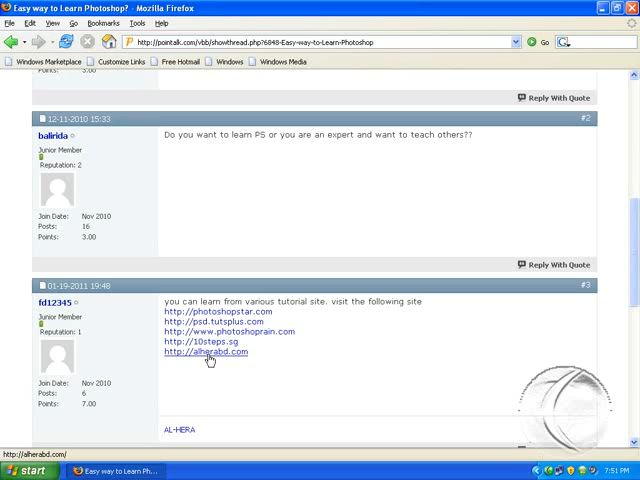 Easy way to Learn Photoshop? - Mozilla Firefox
File Edit View Go Bookmarks Tools Help
http://pointalk.com/vbb/showthread.php?6848-Easy-way-to-Learn-Photoshop
Go
Windows Marketplace Customize Links Free Hotmail Windows Windows Media
Points: 3.00
Reply With Quote
12-11-2010 15:33 #2
balirida
Do you want to learn PS or you are an expert and want to teach others??
Junior Member
Reputation: 2
Join Date: Nov 2010
Posts: 16
Points: 3.00
Reply With Quote
01-19-2011 19:48 #3
fd12345
you can learn from various tutorial site. visit the following site
http://photoshopstar.com
http://psd.tutsplus.com
http://www.photoshoprain.com
http://10steps.sg
http://alherabd.com
Junior Member
Reputation: 1
Join Date: Nov 2010
Posts: 6
Points: 7.00
AL-HERA
http://alherabd.com/
start Easy way to Learn Ph... 7:51 PM